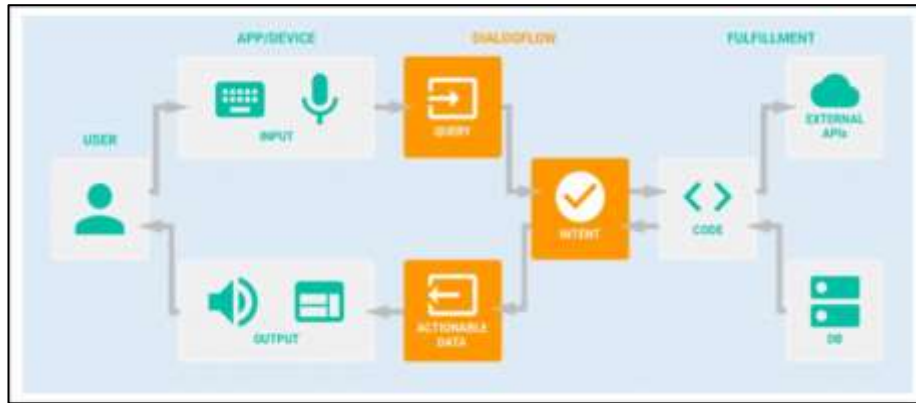 APP/DEVICE
DIALOGFLOW
FULFILLMENT
INPUT
QUERY
EXTERNAL
APIs
USER
INTENT
CODE
OUTPUT
ACTIONABLE
DATA
DB